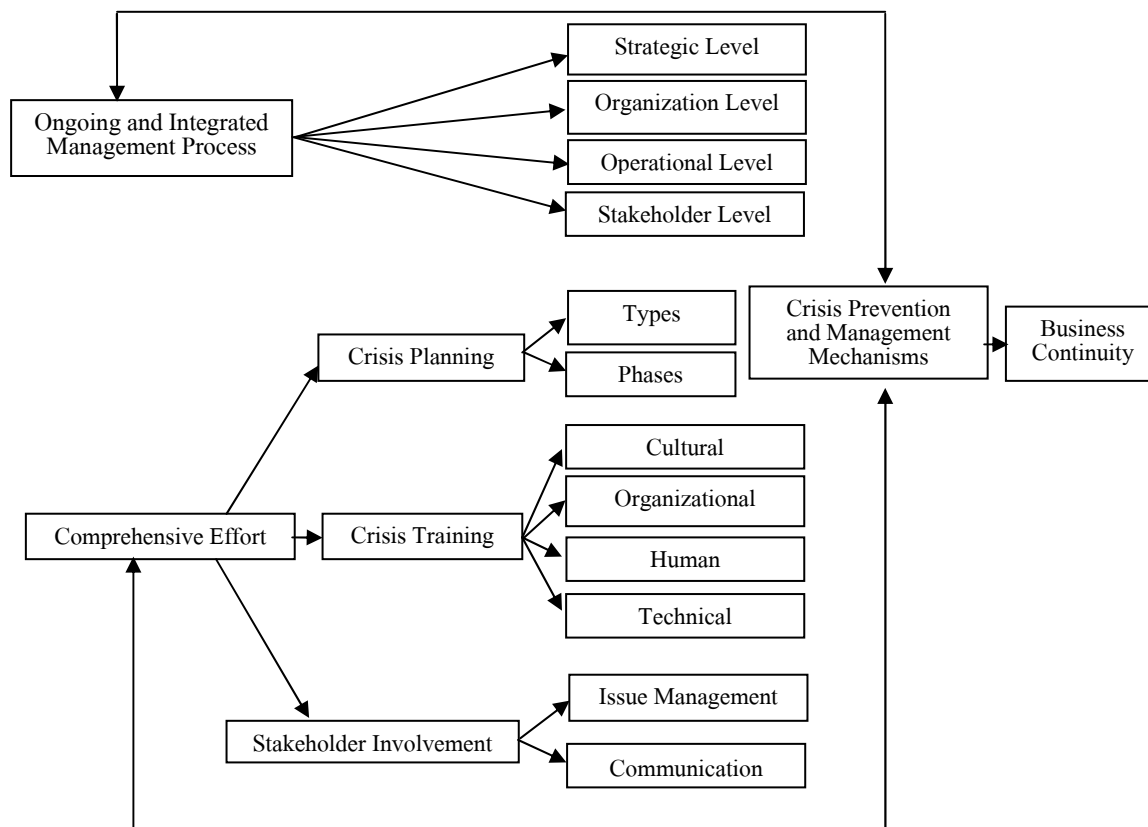 Strategic Level
Organization Level
Ongoing and Integrated
Management Process
Operational Level
Stakeholder Level
Types
Crisis Planning
Phases
Crisis Prevention
and Management
Mechanisms
Business
Continuity
Cultural
Organizational
Comprehensive Effort
Crisis Training
Human
Technical
Issue Management
Stakeholder Involvement
Communication